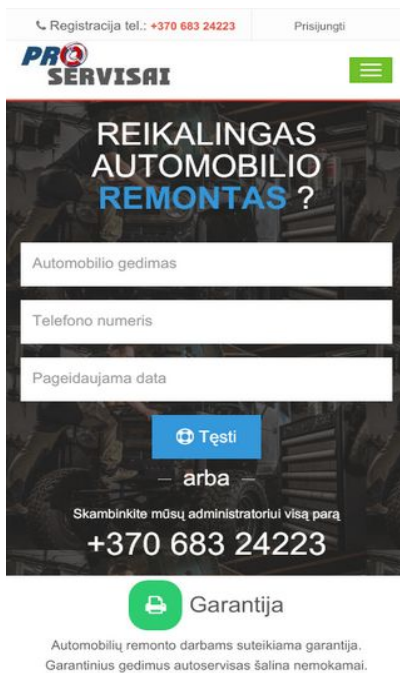 Registracija tel.: +370 683 24223 Prisijungti
PRO
SERVISAI
REIKALINGAS
AUTOMOBILIO
REMONTAS ?
Automobilio gedimas
Telefono numeris
Pageidaujama data
Tęsti
— arba —
Skambinkite mūsų administratoriui visą parą
+370 683 24223
Garantija
Automobilių remonto darbams suteikiama garantija.
Garantinius gedimus autoservisas šalina nemokamai.